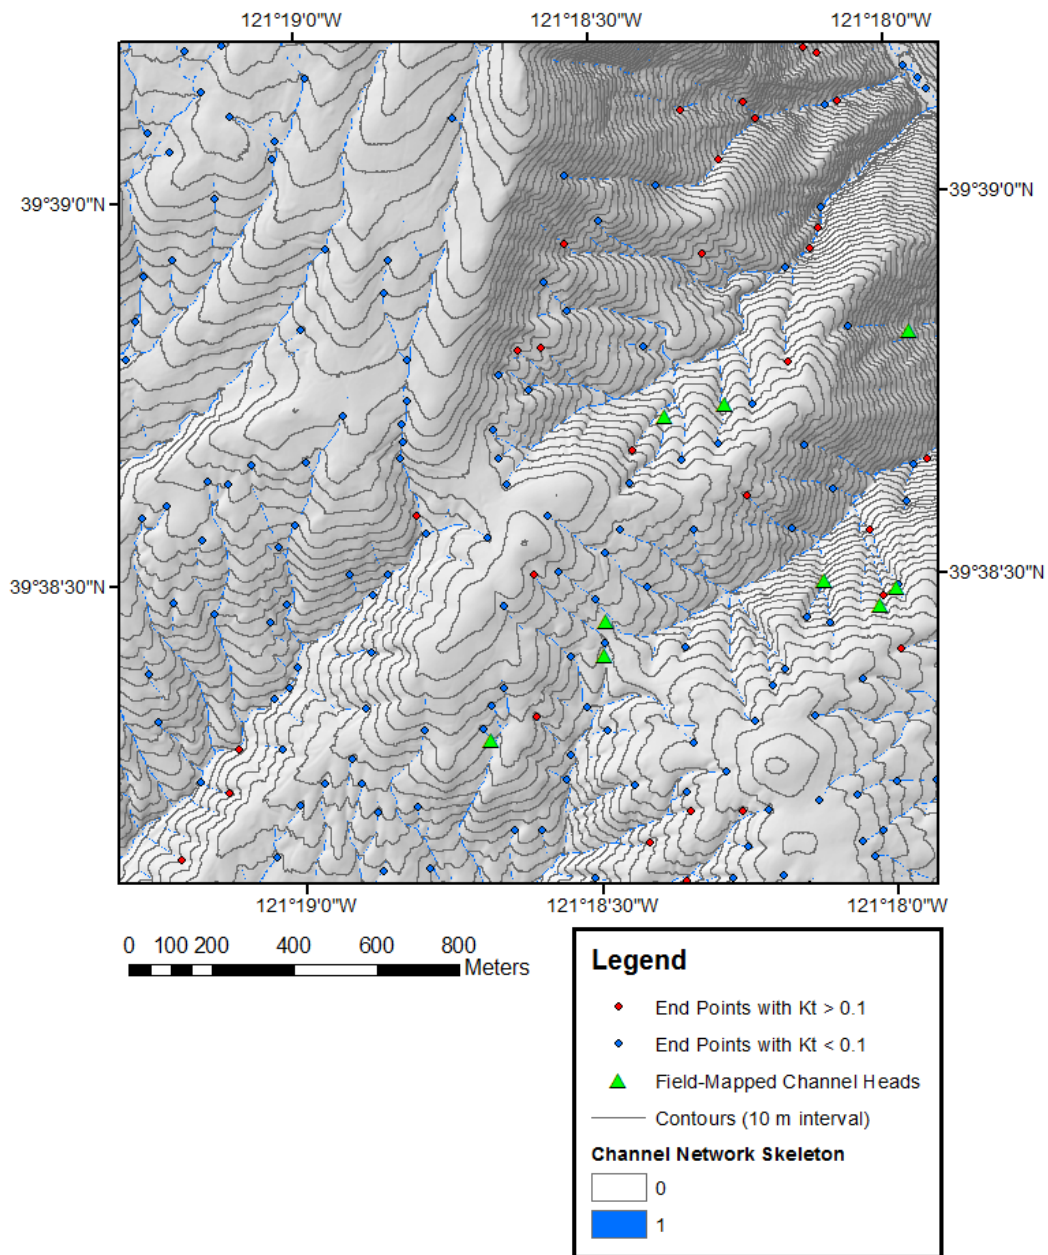 121°19'0"W 121°18'30"W 121°18'0"W
39°39'0"N 39°39'0"N
39°38'30"N 39°38'30"N
121°19'0"W 121°18'30"W 121°18'0"W
0 100 200 400 600 800
Meters
Legend
End Points with Kt > 0.1
End Points with Kt < 0.1
Field-Mapped Channel Heads
Contours (10 m interval)
Channel Network Skeleton
0
1